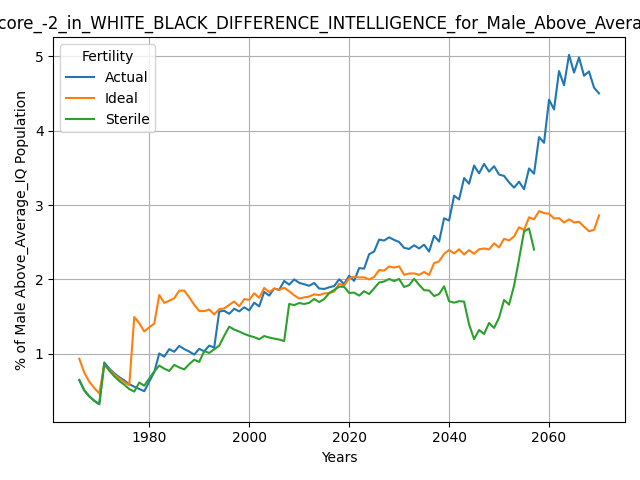 core_-2_in_WHITE_BLACK_DIFFERENCE_INTELLIGENCE_for_Male_Above_Avera
Fertility
Actual
Ideal
Sterile
% of Male Above_Average_IQ Population
5
4
3
2
1
1980 2000 2020 2040 2060
Years